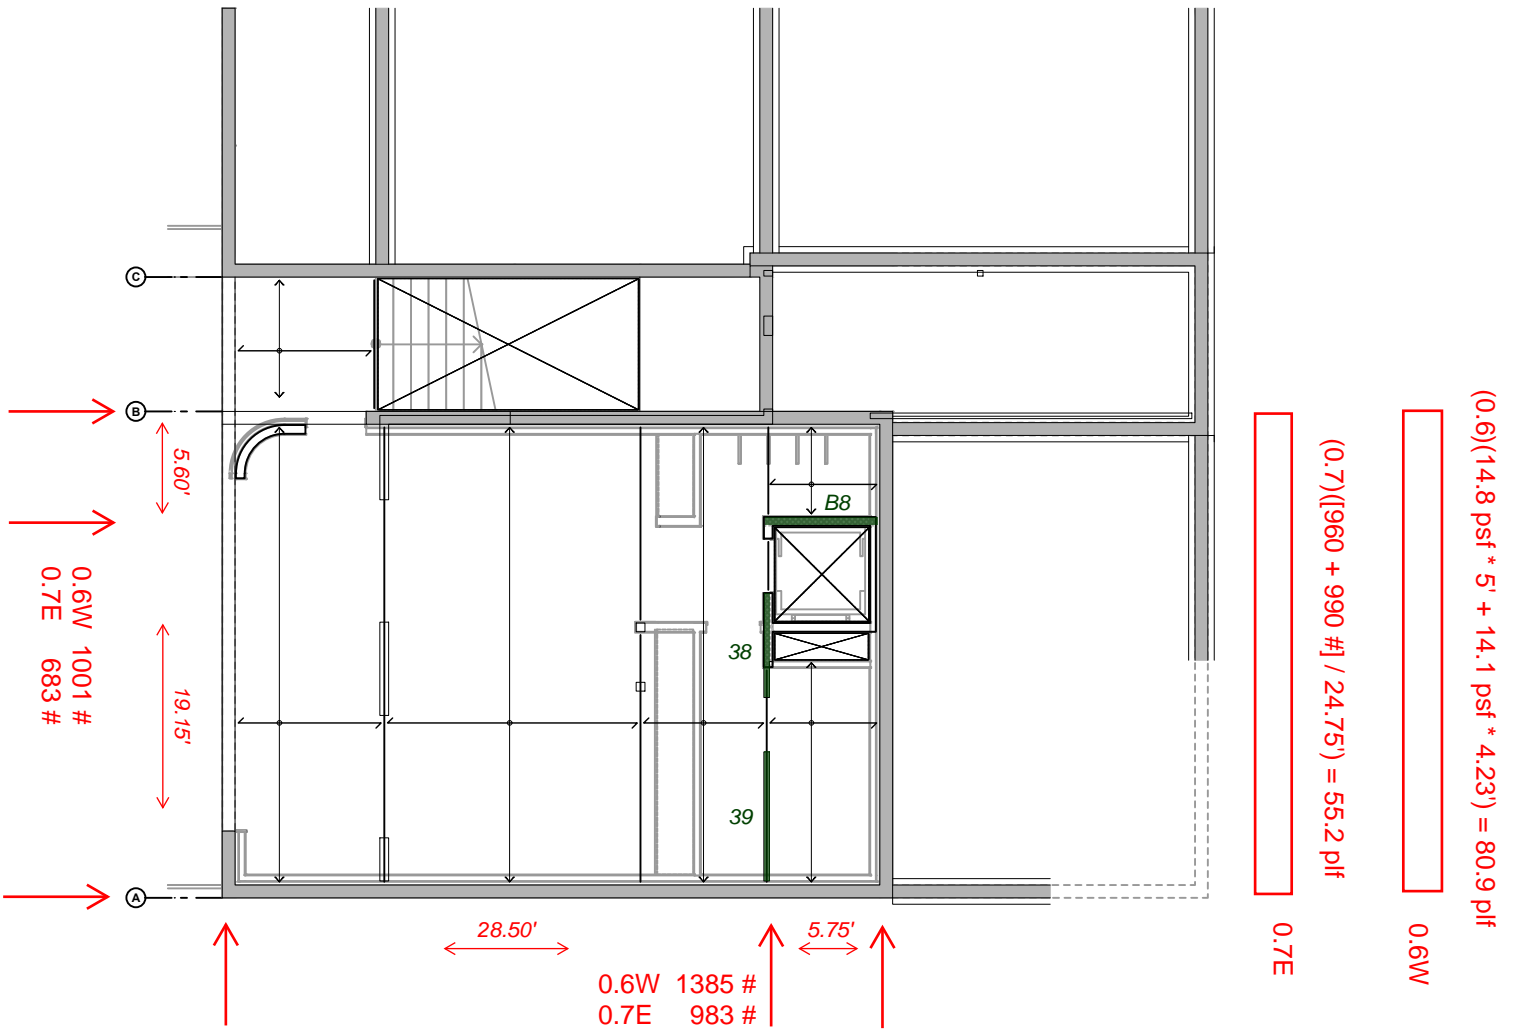 C
B
A
5.60'
19.15'
0.6W 1001 #
0.7E 683 #
B8
38
39
28.50'
5.75'
0.6W 1385 #
0.7E 983 #
(0.7)([960 + 990 #] / 24.75') = 55.2 plf
0.7E
(0.6)(14.8 psf * 5' + 14.1 psf * 4.23') = 80.9 plf
0.6W